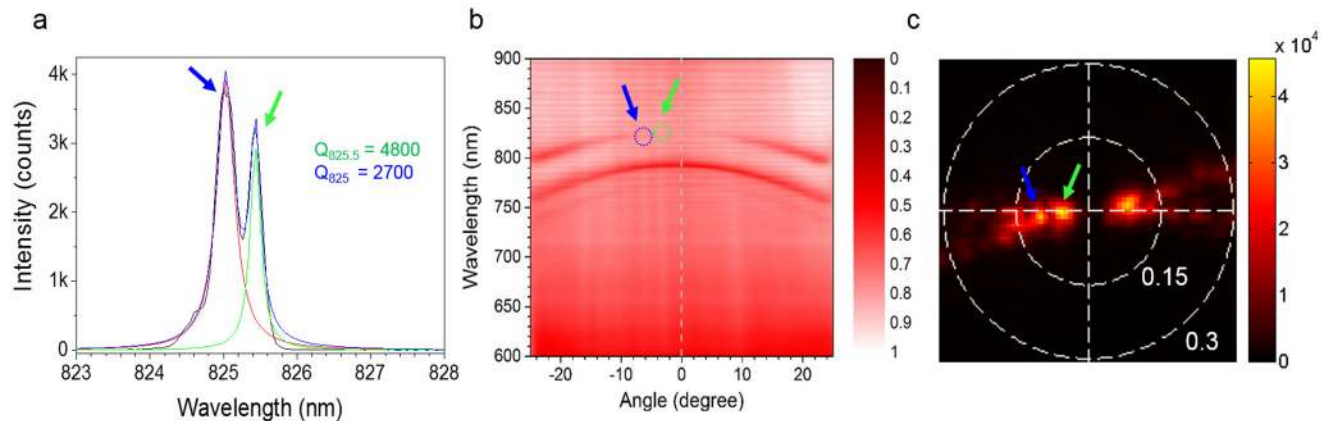 a
Intensity (counts)
4k
3k
2k
1k
0
Q825.5 = 4800
Q825 = 2700
823 824 825 826 827 828
Wavelength (nm)
b
Wavelength (nm)
900
850
800
750
700
650
600
-20 -10 0 10 20
Angle (degree)
0
0.1
0.2
0.3
0.4
0.5
0.6
0.7
0.8
0.9
1
c
0.15
0.3
x 10^4
4
3
2
1
0